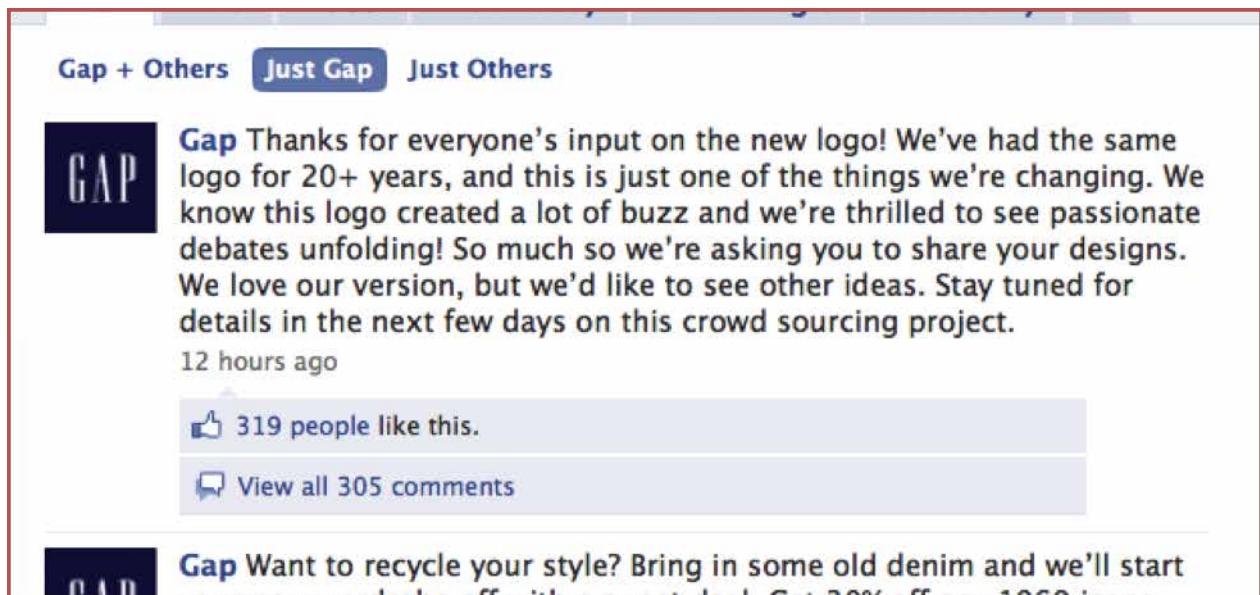 Gap + Others Just Gap Just Others
GAP
Gap Thanks for everyone’s input on the new logo! We’ve had the same
logo for 20+ years, and this is just one of the things we’re changing. We
know this logo created a lot of buzz and we’re thrilled to see passionate
debates unfolding! So much so we’re asking you to share your designs.
We love our version, but we’d like to see other ideas. Stay tuned for
details in the next few days on this crowd sourcing project.
12 hours ago
319 people like this.
View all 305 comments
GAP
Gap Want to recycle your style? Bring in some old denim and we’ll start